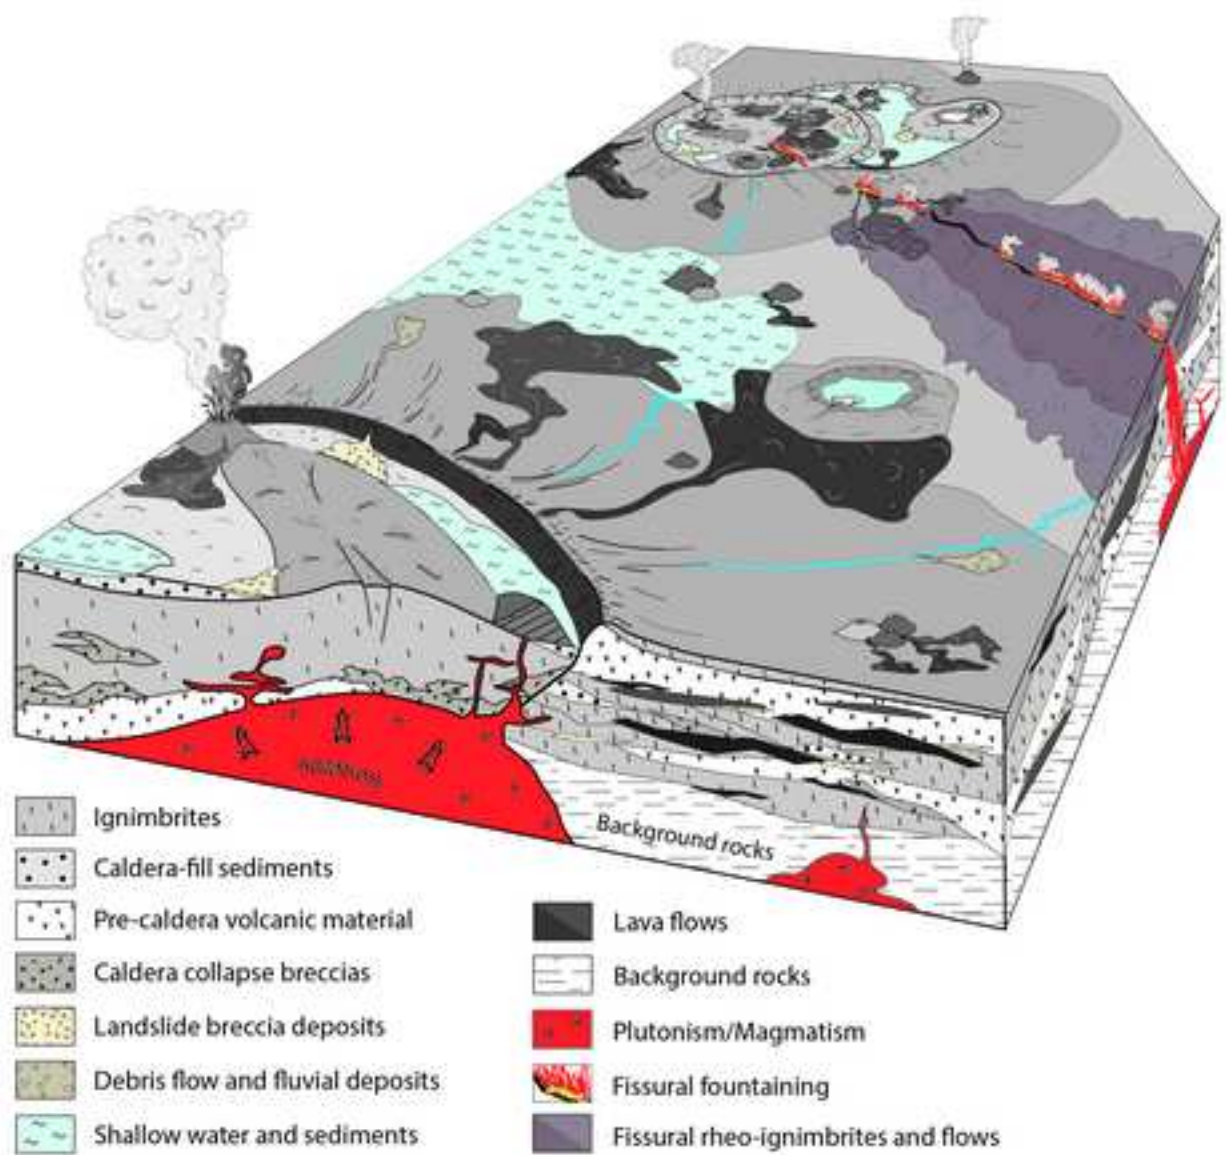 Background rocks
Ignimbrites
Caldera-fill sediments
Pre-caldera volcanic material
Caldera collapse breccias
Landslide breccia deposits
Debris flow and fluvial deposits
Shallow water and sediments
Lava flows
Background rocks
Plutonism/Magmatism
Fissural fountaining
Fissural rheo-ignimbrites and flows